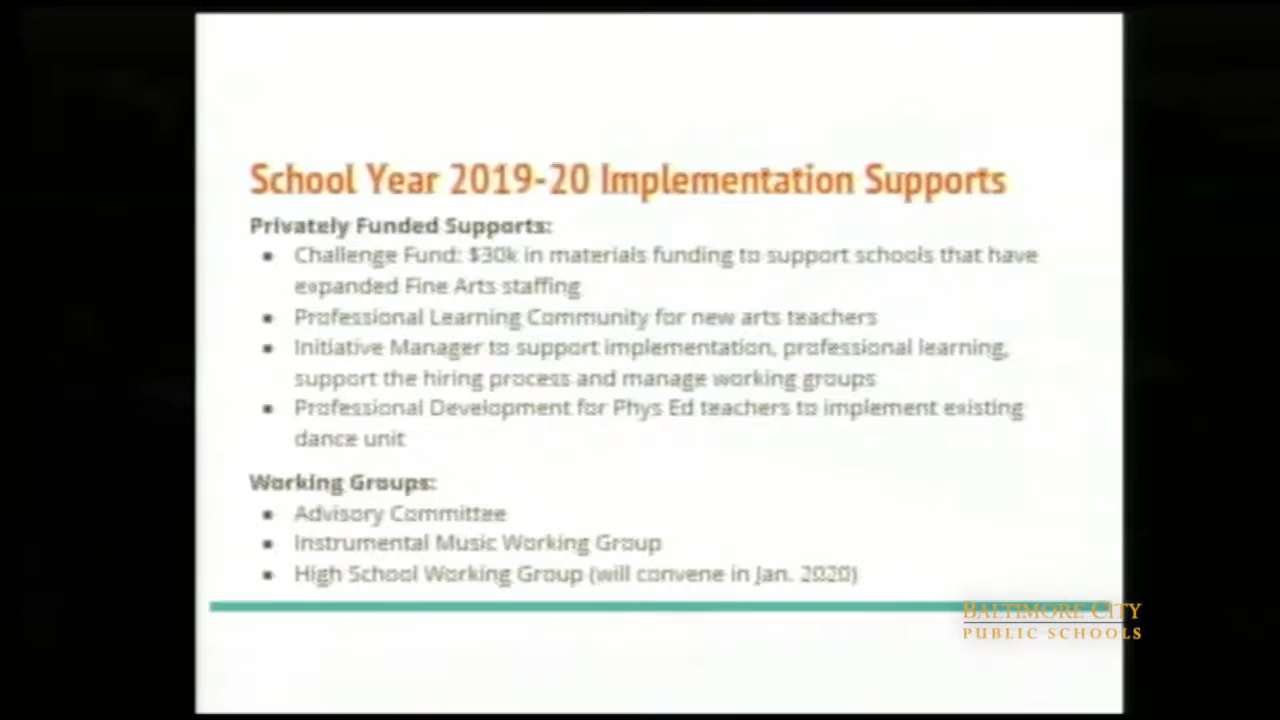 School Year 2019-20 Implementation Supports
Privately Funded Supports:
Challenge Fund: $30k in materials funding to support schools that have
expanded Fine Arts staffing
Professional Learning Community for new arts teachers
Initiative Manager to support implementation, professional learning,
support the hiring process and manage working groups
Professional Development for Phys Ed teachers to implement existing
dance unit
Working Groups:
Advisory Committee
Instrumental Music Working Group
High School Working Group (will convene in Jan. 2020)
BALTIMORE CITY
PUBLIC SCHOOLS